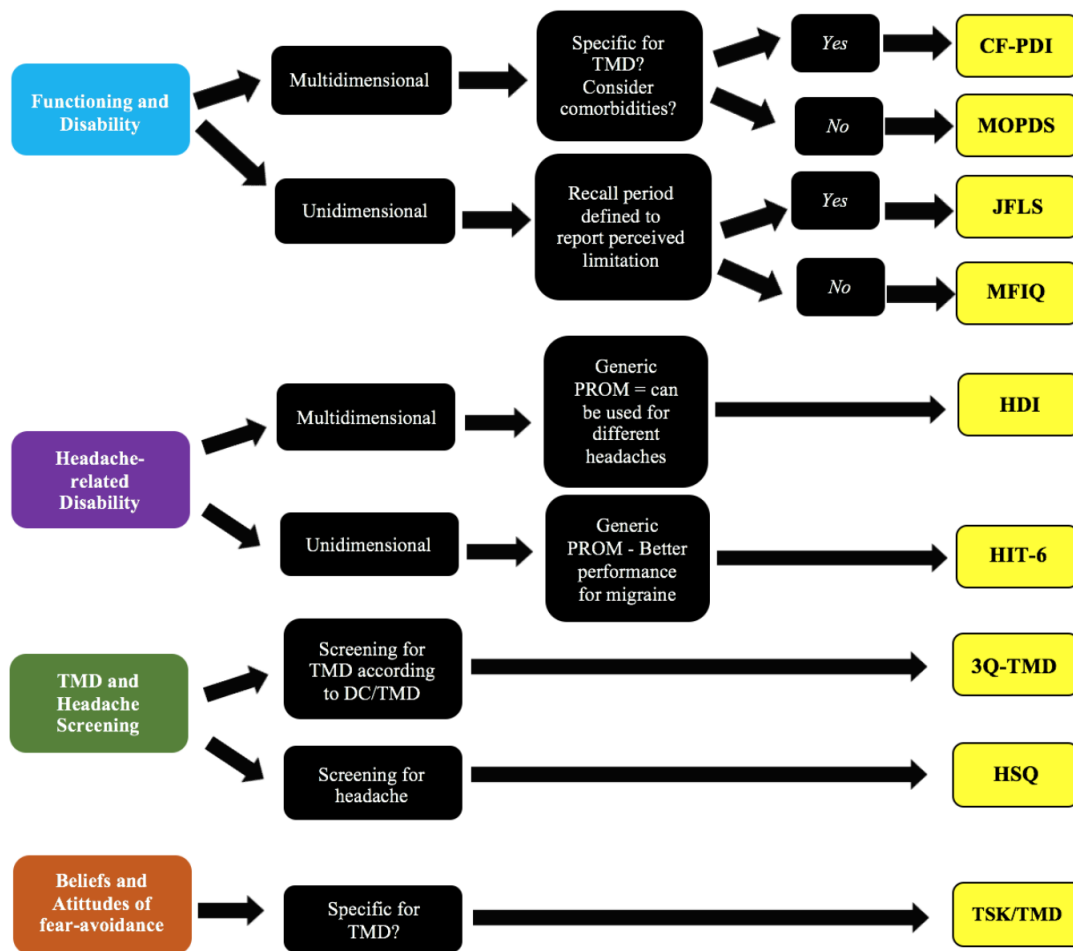 Functioning and
Disability
Multidimensional
Specific for
TMD?
Consider
comorbidities?
Yes
CF-PDI
No
MOPDS
Unidimensional
Recall period
defined to
report perceived
limitation
Yes
JFLS
No
MFIQ
Headache-
related
Disability
Multidimensional
Generic
PROM = can
be used for
different
headaches
HDI
Unidimensional
Generic
PROM - Better
performance
for migraine
HIT-6
TMD and
Headache
Screening
Screening for
TMD according
to DC/TMD
3Q-TMD
Screening for
headache
HSQ
Beliefs and
Atittudes of
fear-avoidance
Specific for
TMD?
TSK/TMD